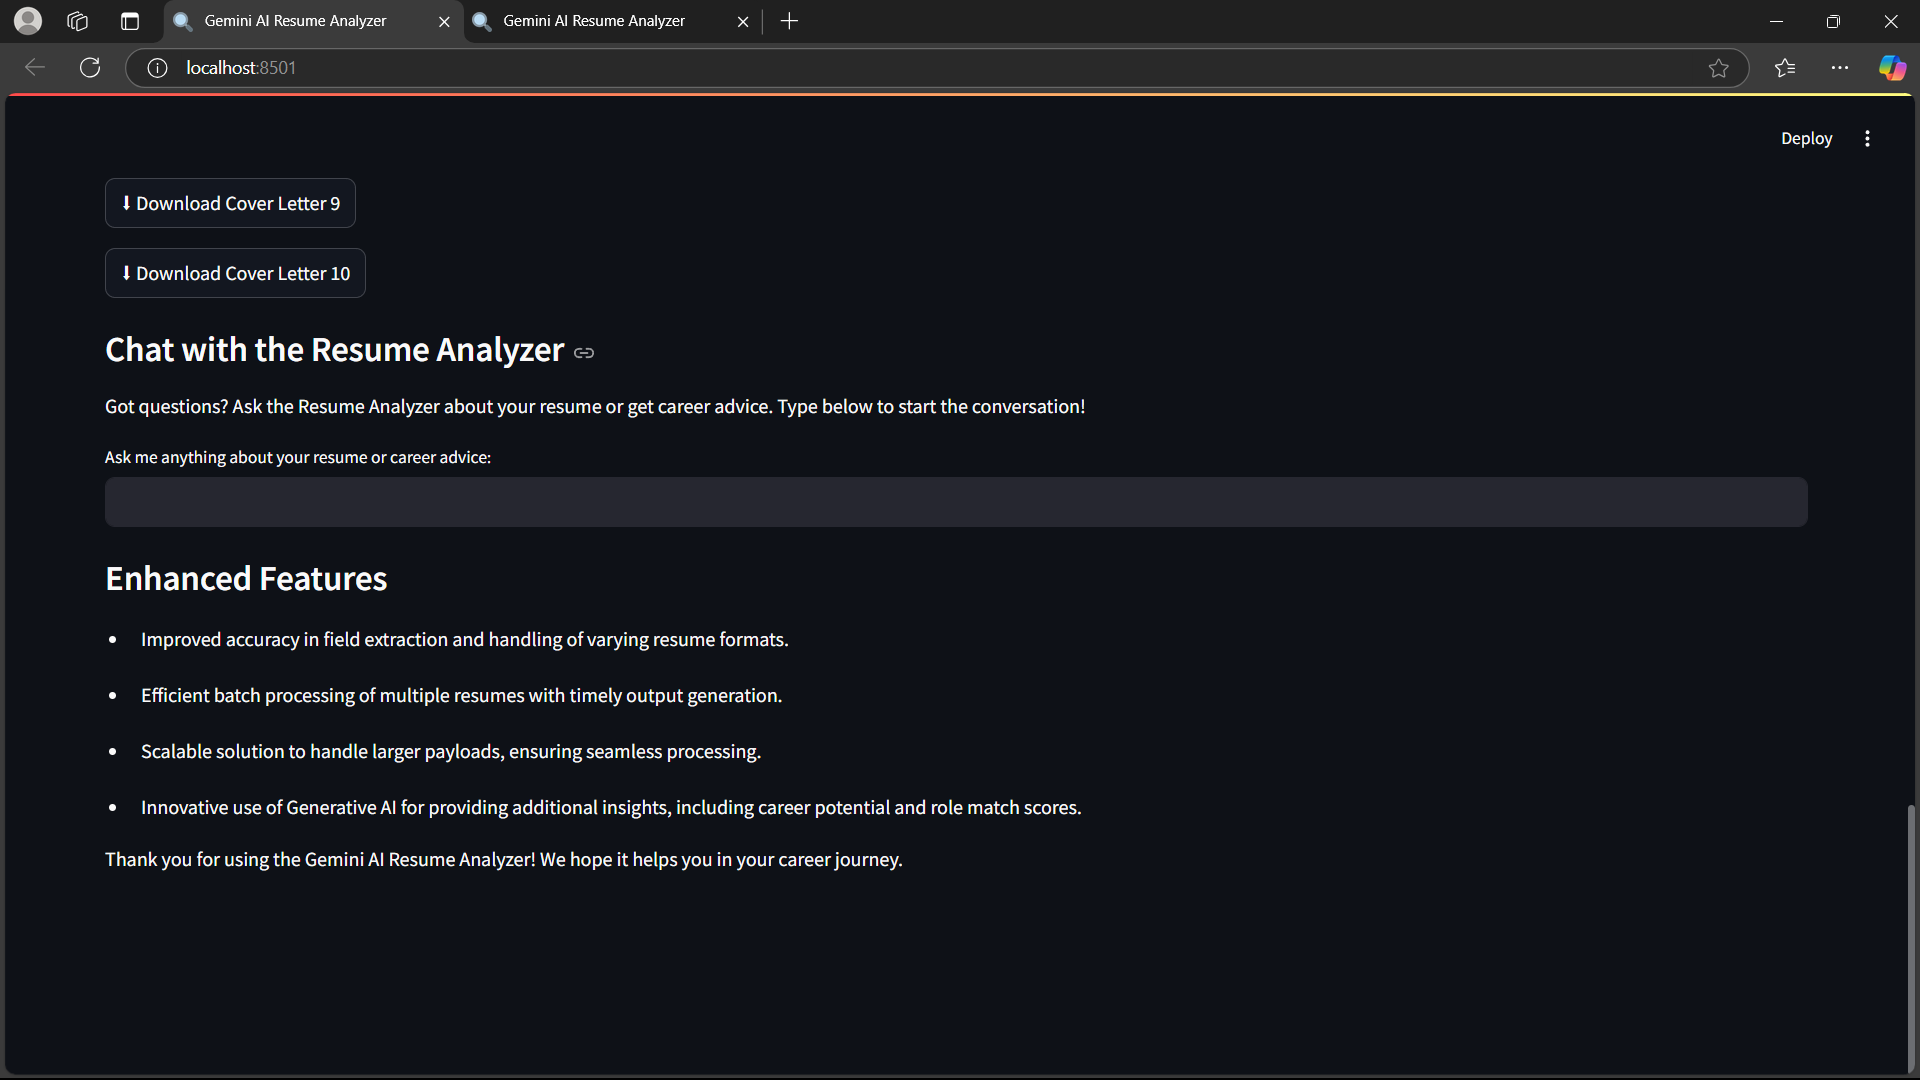 Gemini AI Resume Analyzer
Gemini AI Resume Analyzer
localhost:8501
Deploy
⬇ Download Cover Letter 9
⬇ Download Cover Letter 10
Chat with the Resume Analyzer
Got questions? Ask the Resume Analyzer about your resume or get career advice. Type below to start the conversation!
Ask me anything about your resume or career advice:
Enhanced Features
• Improved accuracy in field extraction and handling of varying resume formats.
• Efficient batch processing of multiple resumes with timely output generation.
• Scalable solution to handle larger payloads, ensuring seamless processing.
• Innovative use of Generative AI for providing additional insights, including career potential and role match scores.
Thank you for using the Gemini AI Resume Analyzer! We hope it helps you in your career journey.